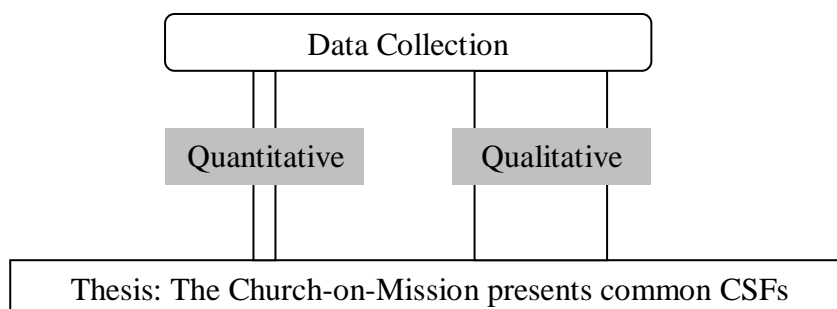 Data Collection
Quantitative
Qualitative
Thesis: The Church-on-Mission presents common CSFs